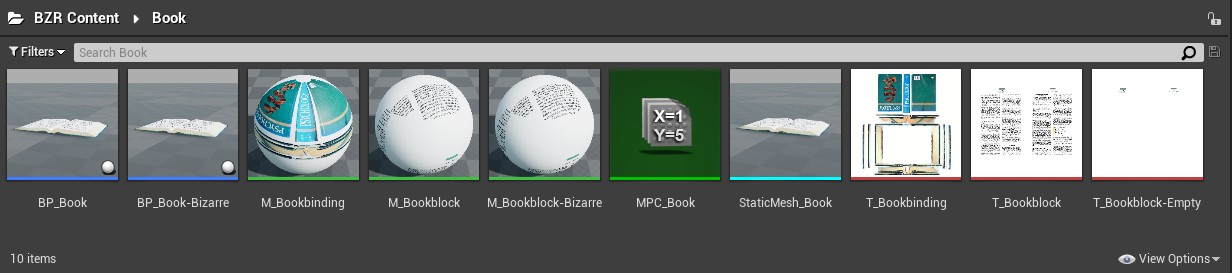 BZR Content Book
Filters Search Book
PSYCHO
X=1
Y=5
BP_Book BP_Book-Bizarre M_Bookbinding M_Bookblock M_Bookblock-Bizarre MPC_Book StaticMesh_Book T_Bookbinding T_Bookblock T_Bookblock-Empty
10 items View Options